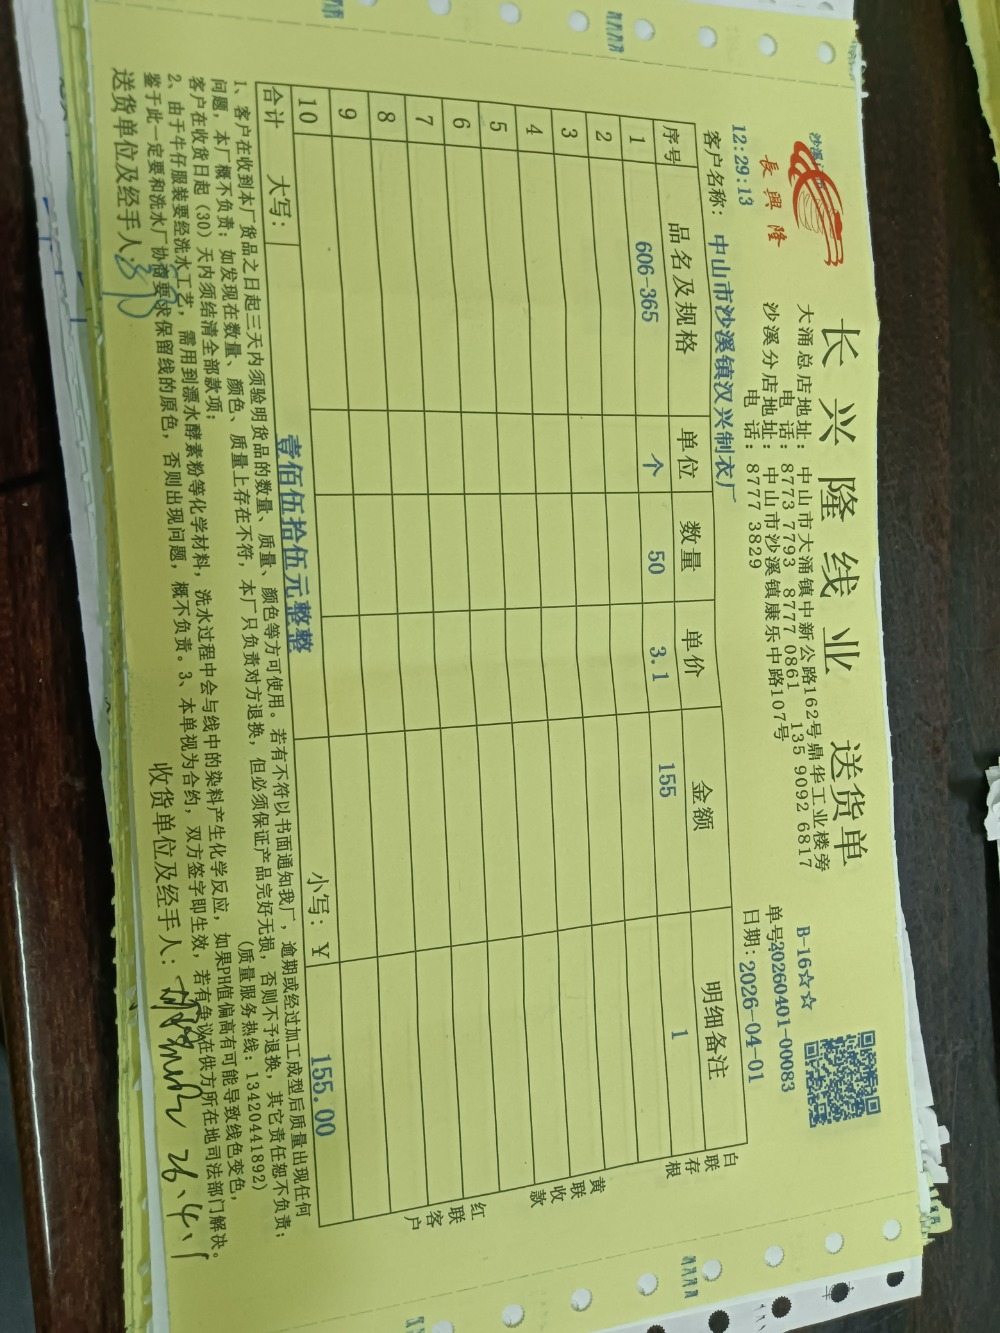 长兴隆线业 送货单
長興隆
大涌总店地址：中山市大涌镇中新公路162号鼎华工业楼旁
电话：8773 7793 8777 0861 135 9092 6817
沙溪分店地址：中山市沙溪镇康乐中路107号
电话：8777 3829
B-16☆☆
单号:20260401-00083
12:29:13
日期：2026-04-01
客户名称：中山市沙溪镇汉兴制衣厂
序号 品名及规格 单位 数量 单价 金额 明细备注
1 606-365 个 50 3.1 155 1
2
3
4
5
6
7
8
9
10
合计 大写：壹佰伍拾伍元整整 小写：￥ 155.00
白联存根
黄联收款
红联客户
1、客户在收到本厂货品之日起三天内须验明货品的数量、质量、颜色等方可使用。若有不符以书面通知我厂，逾期或经过加工成型后质量出现任何
问题，本厂概不负责；如发现在数量、颜色、质量上存在不符，本厂只负责对方退换，但必须保证产品完好无损，否则不予退换，其它责任恕不负责；
客户在收货日起（30）天内须结清全部款项； （质量服务热线：13420441892）
2、由于牛仔服装要经洗水工艺，需用到漂水酵素粉等化学材料，洗水过程中会与线中的染料产生化学反应，如果PH值偏高有可能导致线色变色，
鉴于此一定要和洗水厂协商要求保留线的原色，否则出现问题，概不负责。3、本单视为合约，双方签字即生效，若有争议在供方所在地司法部门解决。
送货单位及经手人： 收货单位及经手人：
26.4.1